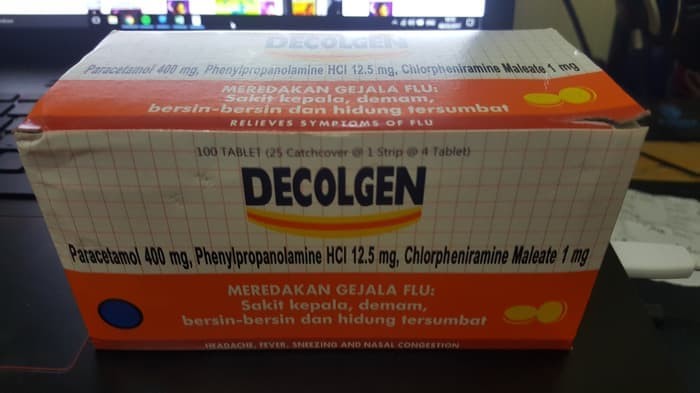 DECOLGEN
Paracetamol 400 mg, Phenylpropanolamine HCl 12.5 mg, Chlorpheniramine Maleate 1 mg
MEREDAKAN GEJALA FLU:
Sakit kepala, demam,
bersin-bersin dan hidung tersumbat
RELIEVES SYMPTOMS OF FLU
100 TABLET (25 Catchcover @ 1 Strip @ 4 Tablet)
DECOLGEN
Paracetamol 400 mg, Phenylpropanolamine HCl 12.5 mg, Chlorpheniramine Maleate 1 mg
MEREDAKAN GEJALA FLU:
Sakit kepala, demam,
bersin-bersin dan hidung tersumbat
HEADACHE, FEVER, SNEEZING AND NASAL CONGESTION